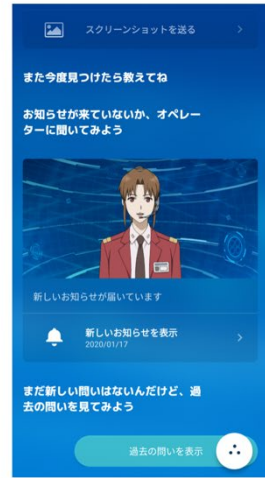 スクリーンショットを送る
また今度見つけたら教えてね
お知らせが来ていないか、オペレー
ターに聞いてみよう
新しいお知らせが届いています
新しいお知らせを表示
2020/01/17
まだ新しい問いはないんだけど、過
去の問いを見てみよう
過去の問いを表示